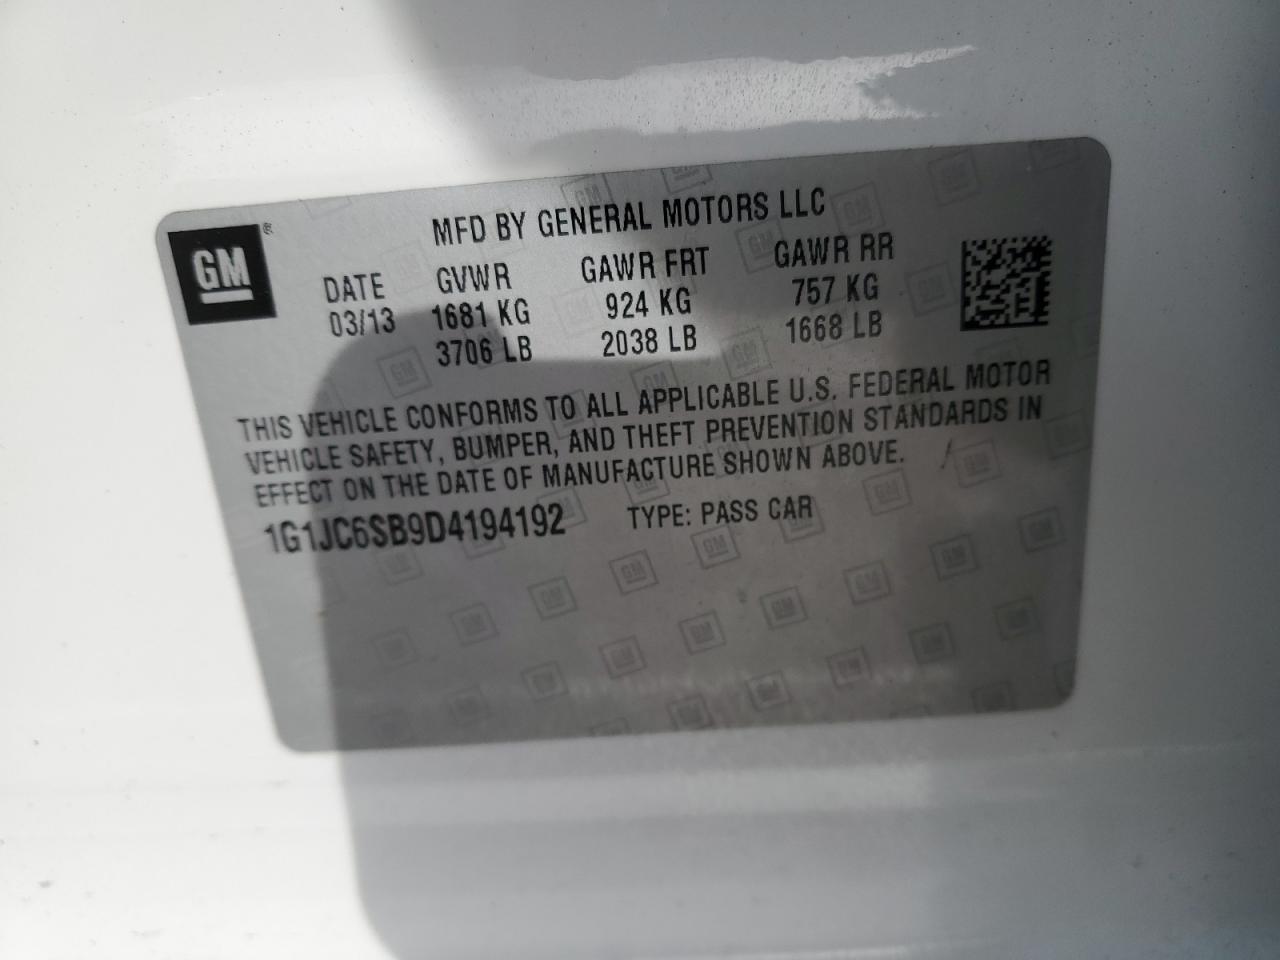 GM®
MFD BY GENERAL MOTORS LLC
DATE GVWR GAWR FRT GAWR RR
03/13 1681 KG 924 KG 757 KG
3706 LB 2038 LB 1668 LB
THIS VEHICLE CONFORMS TO ALL APPLICABLE U.S. FEDERAL MOTOR
VEHICLE SAFETY, BUMPER, AND THEFT PREVENTION STANDARDS IN
EFFECT ON THE DATE OF MANUFACTURE SHOWN ABOVE.
1G1JC6SB9D4194192 TYPE: PASS CAR